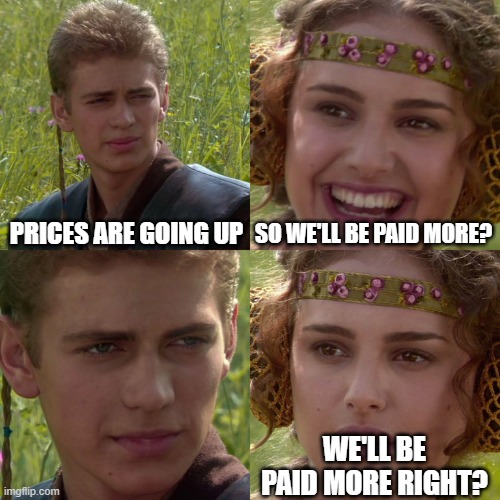 PRICES ARE GOING UP
SO WE'LL BE PAID MORE?
WE'LL BE
PAID MORE RIGHT?
imgflip.com